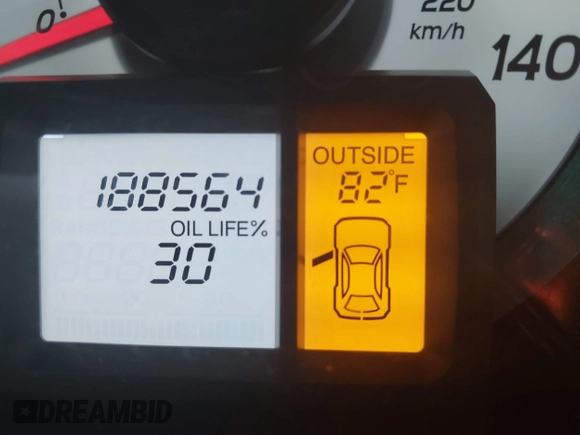 0
220
km/h
140
188564
OUTSIDE
82°F
OIL LIFE%
30
DREAMBID